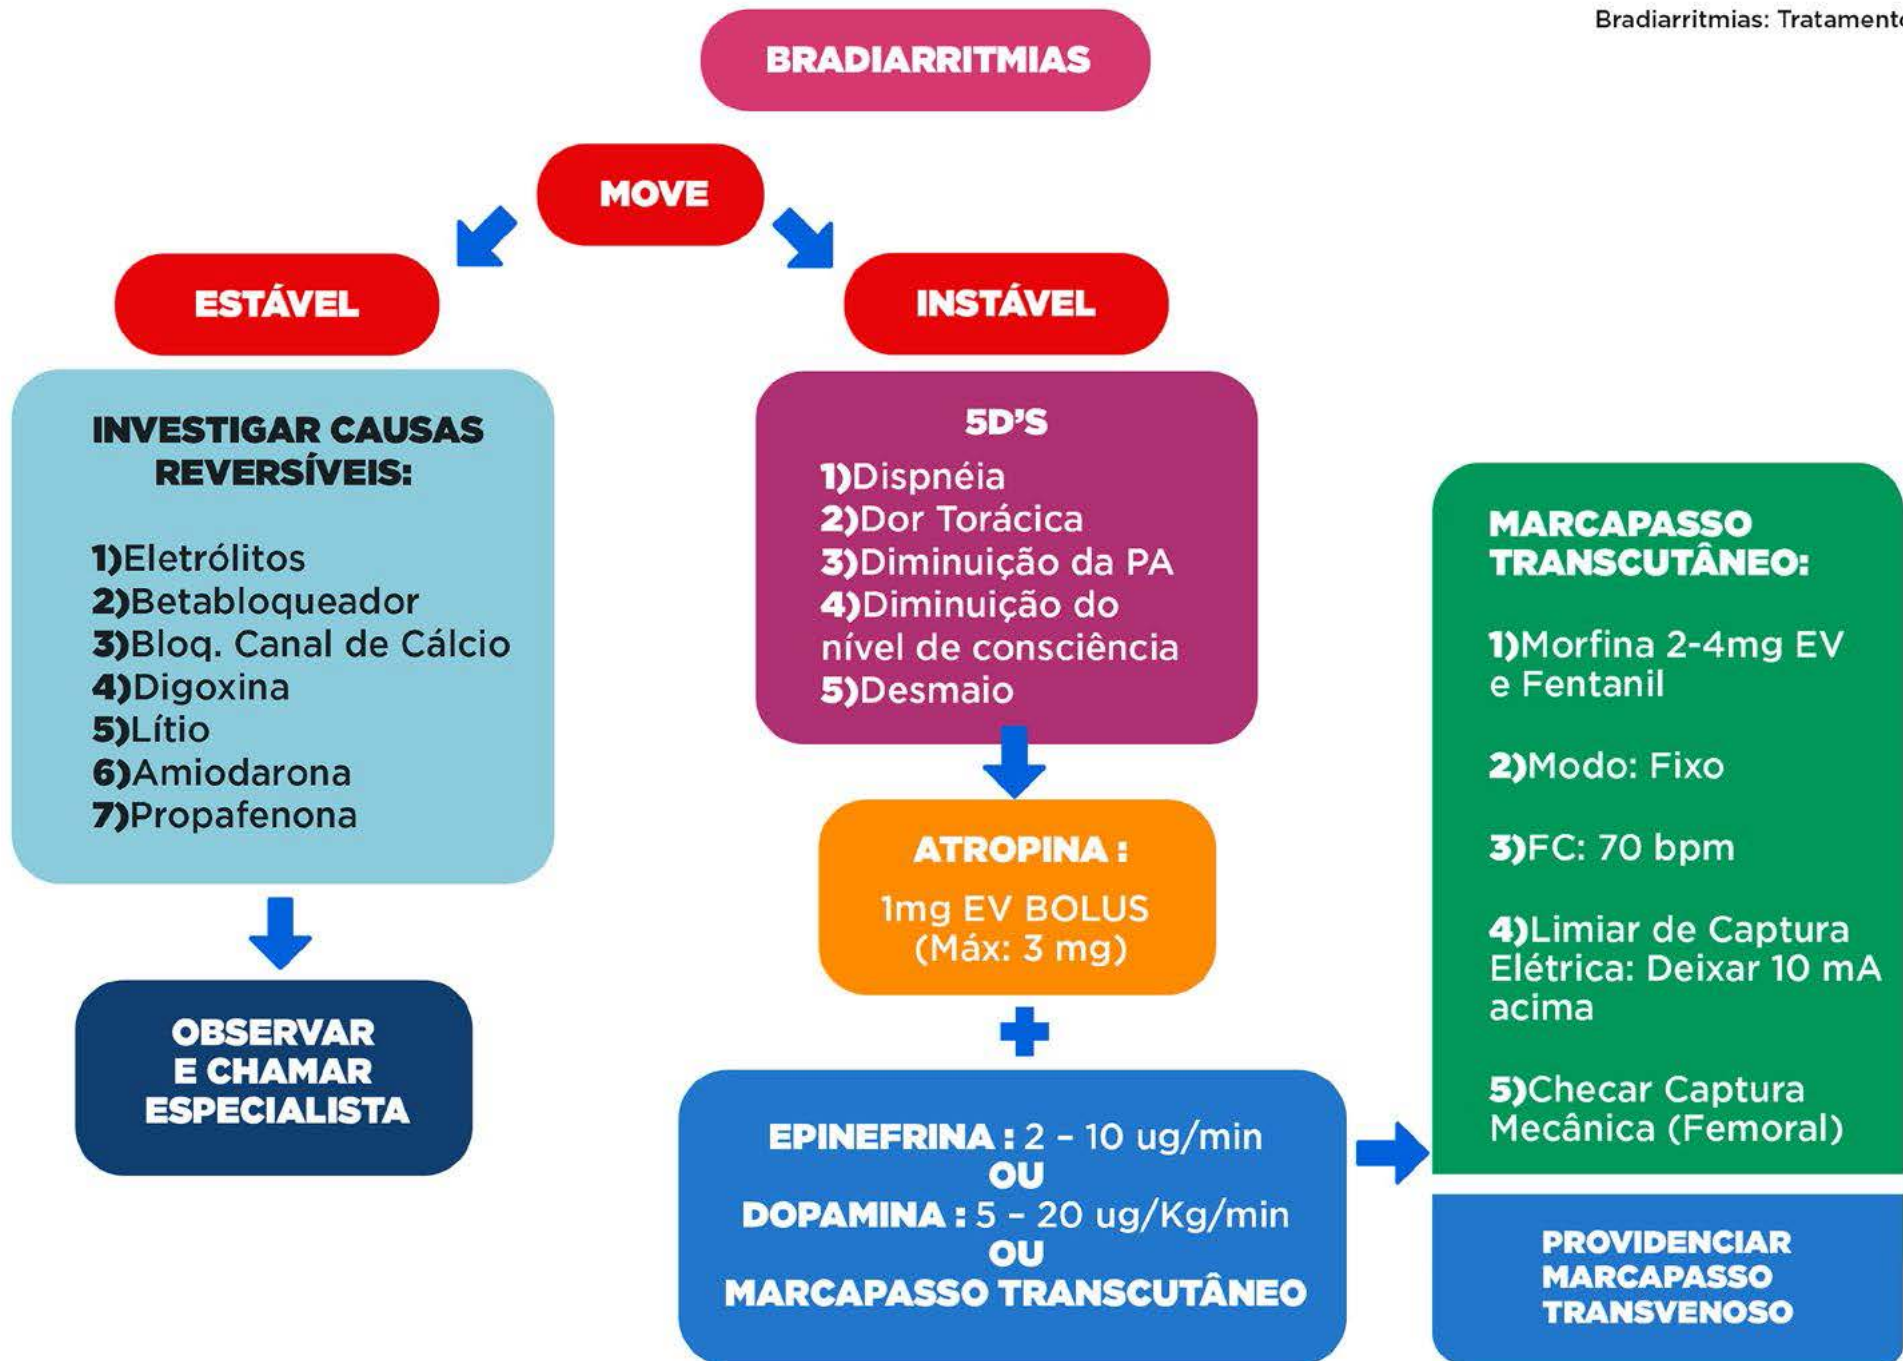 Bradiarritmias: Tratamento
BRADIARRITMIAS
MOVE
ESTÁVEL
INSTÁVEL
INVESTIGAR CAUSAS
REVERSÍVEIS:
1)Eletrólitos
2)Betabloqueador
3)Bloq. Canal de Cálcio
4)Digoxina
5)Lítio
6)Amiodarona
7)Propafenona
OBSERVAR
E CHAMAR
ESPECIALISTA
5D'S
1)Dispnéia
2)Dor Torácica
3)Diminuição da PA
4)Diminuição do
nível de consciência
5)Desmaio
ATROPINA :
1mg EV BOLUS
(Máx: 3 mg)
EPINEFRINA : 2 – 10 ug/min
OU
DOPAMINA : 5 – 20 ug/Kg/min
OU
MARCAPASSO TRANSCUTÂNEO
MARCAPASSO
TRANSCUTÂNEO:
1)Morfina 2-4mg EV
e Fentanil
2)Modo: Fixo
3)FC: 70 bpm
4)Limiar de Captura
Elétrica: Deixar 10 mA
acima
5)Checar Captura
Mecânica (Femoral)
PROVIDENCIAR
MARCAPASSO
TRANSVENOSO